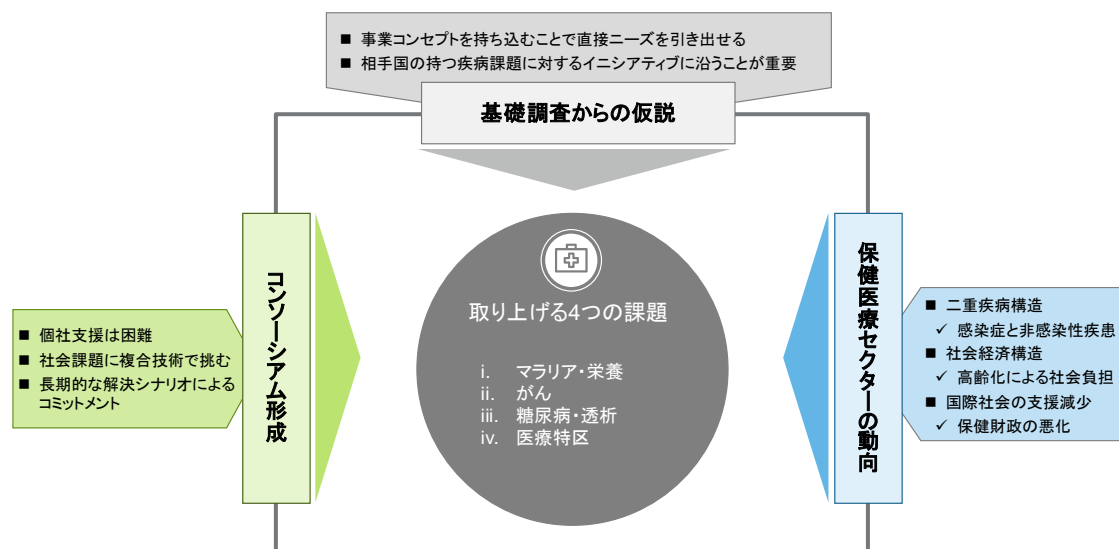 ■ 事業コンセプトを持ち込むことで直接ニーズを引き出せる
■ 相手国の持つ疾病課題に対するイニシアティブに沿うことが重要
基礎調査からの仮説
コンソーシアム形成
■ 個社支援は困難
■ 社会課題に複合技術で挑む
■ 長期的な解決シナリオによる
コミットメント
取り上げる4つの課題
i. マラリア・栄養
ii. がん
iii. 糖尿病・透析
iv. 医療特区
保健医療セクターの動向
■ 二重疾病構造
✓ 感染症と非感染性疾患
■ 社会経済構造
✓ 高齢化による社会負担
■ 国際社会の支援減少
✓ 保健財政の悪化